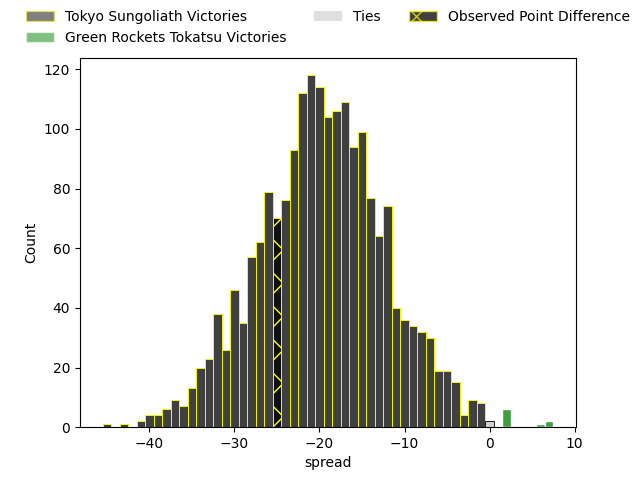 Tokyo Sungoliath Victories
Green Rockets Tokatsu Victories
Ties
Observed Point Difference
120
100
80
60
40
20
0
Count
−40
−30
−20
−10
0
10
spread